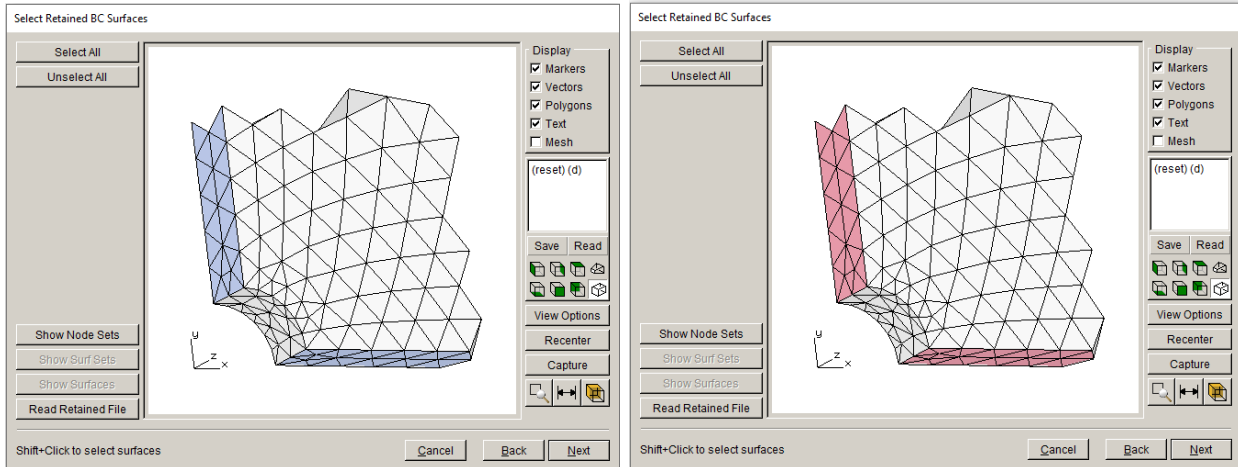 Select Retained BC Surfaces
Select All
Unselect All
Show Node Sets
Show Surf Sets
Show Surfaces
Read Retained File
y
z
x
Display
Markers
Vectors
Polygons
Text
Mesh
(reset) (d)
Save Read
View Options
Recenter
Capture
Shift+Click to select surfaces
Cancel Back Next
Select Retained BC Surfaces
Select All
Unselect All
Show Node Sets
Show Surf Sets
Show Surfaces
Read Retained File
y
z
x
Display
Markers
Vectors
Polygons
Text
Mesh
(reset) (d)
Save Read
View Options
Recenter
Capture
Shift+Click to select surfaces
Cancel Back Next